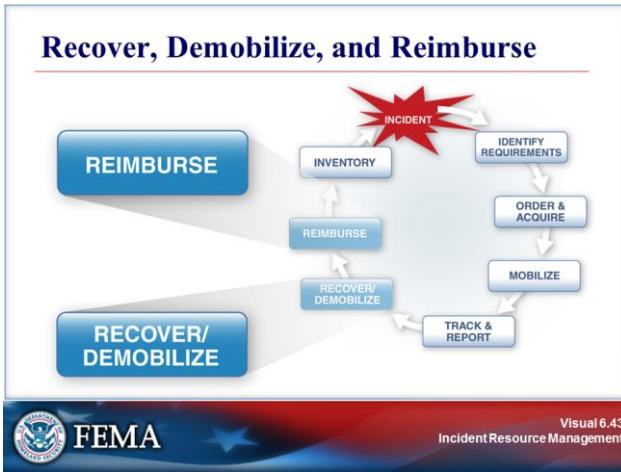 Recover, Demobilize, and Reimburse
REIMBURSE
RECOVER/
DEMOBILIZE
INCIDENT
IDENTIFY
REQUIREMENTS
ORDER &
ACQUIRE
MOBILIZE
TRACK &
REPORT
RECOVER/
DEMOBILIZE
REIMBURSE
INVENTORY
FEMA
Visual 6.43
Incident Resource Management